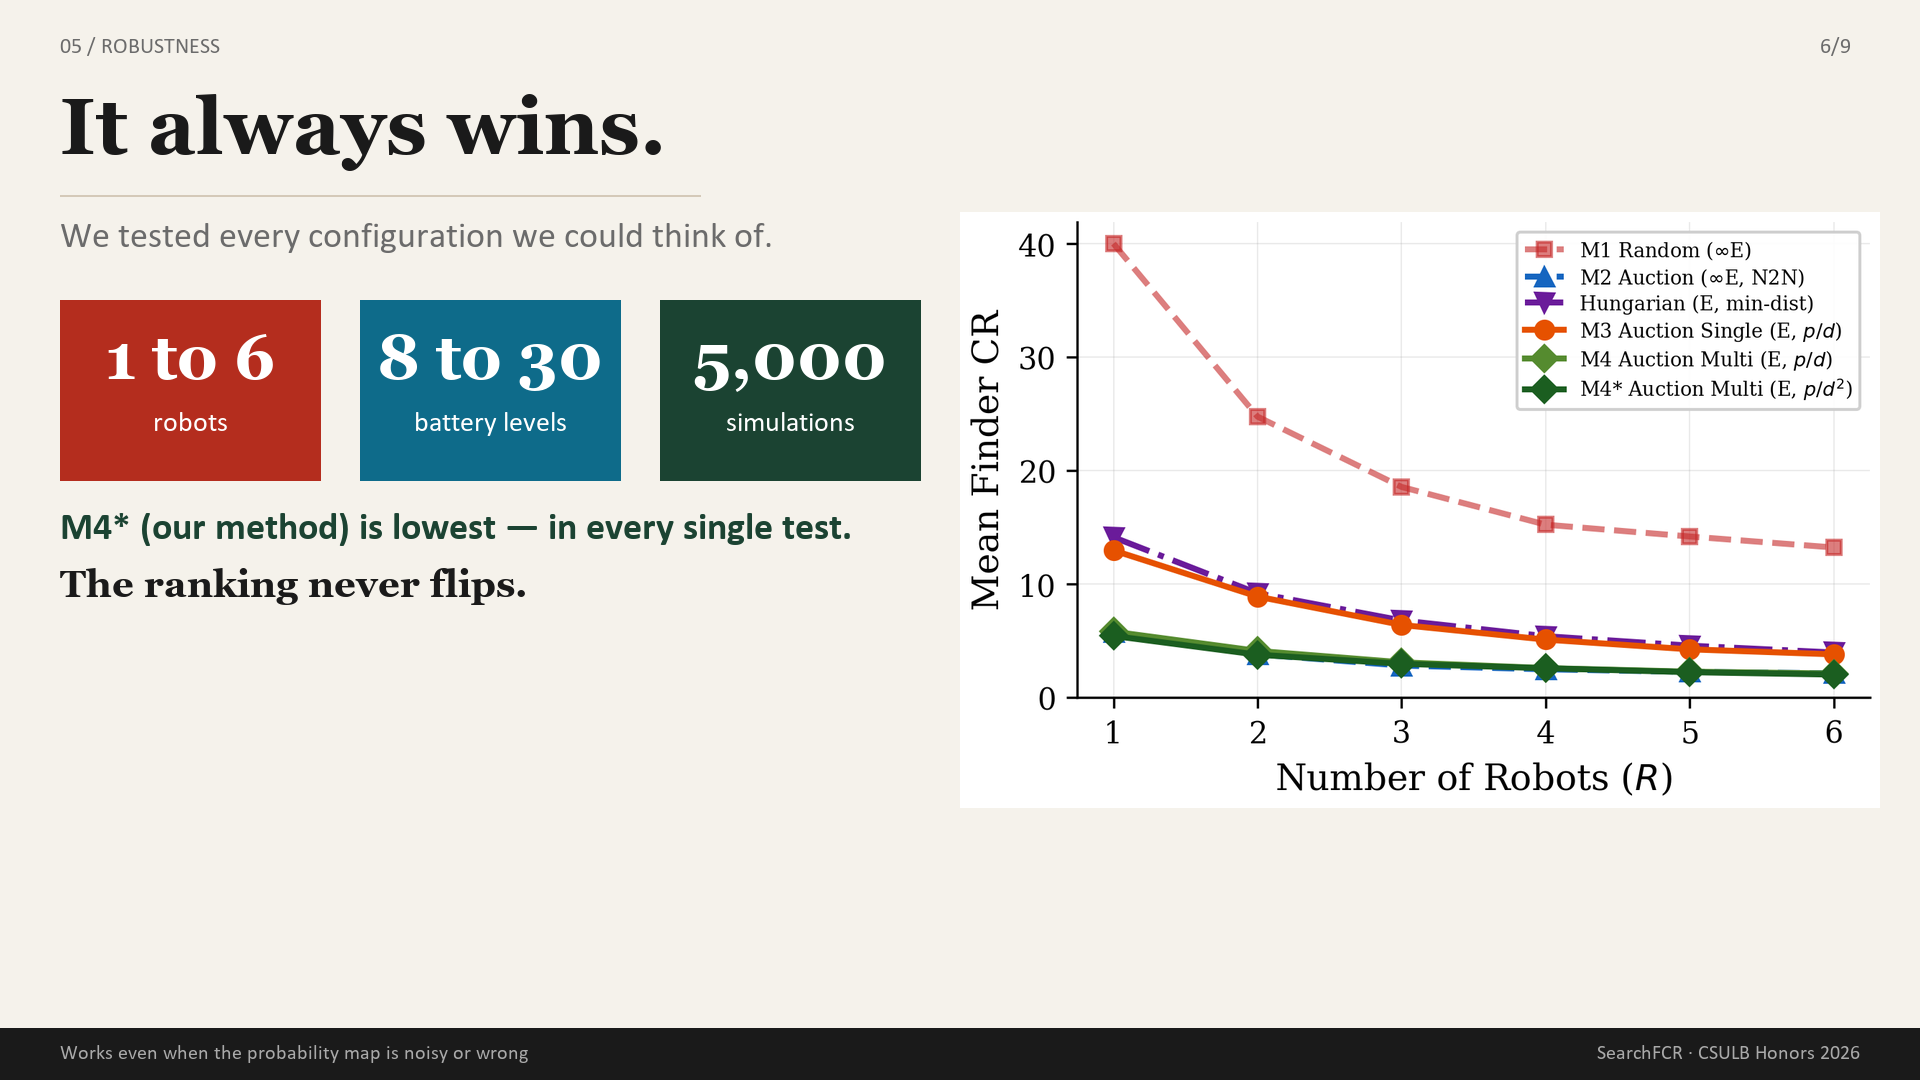 05 / ROBUSTNESS
6/9
It always wins.
We tested every configuration we could think of.
1 to 6
robots
8 to 30
battery levels
5,000
simulations
M4* (our method) is lowest — in every single test.
The ranking never flips.
Mean Finder CR
40
30
20
10
0
1 2 3 4 5 6
Number of Robots (R)
M1 Random (∞E)
M2 Auction (∞E, N2N)
Hungarian (E, min-dist)
M3 Auction Single (E, p/d)
M4 Auction Multi (E, p/d)
M4* Auction Multi (E, p/d²)
Works even when the probability map is noisy or wrong
SearchFCR · CSULB Honors 2026